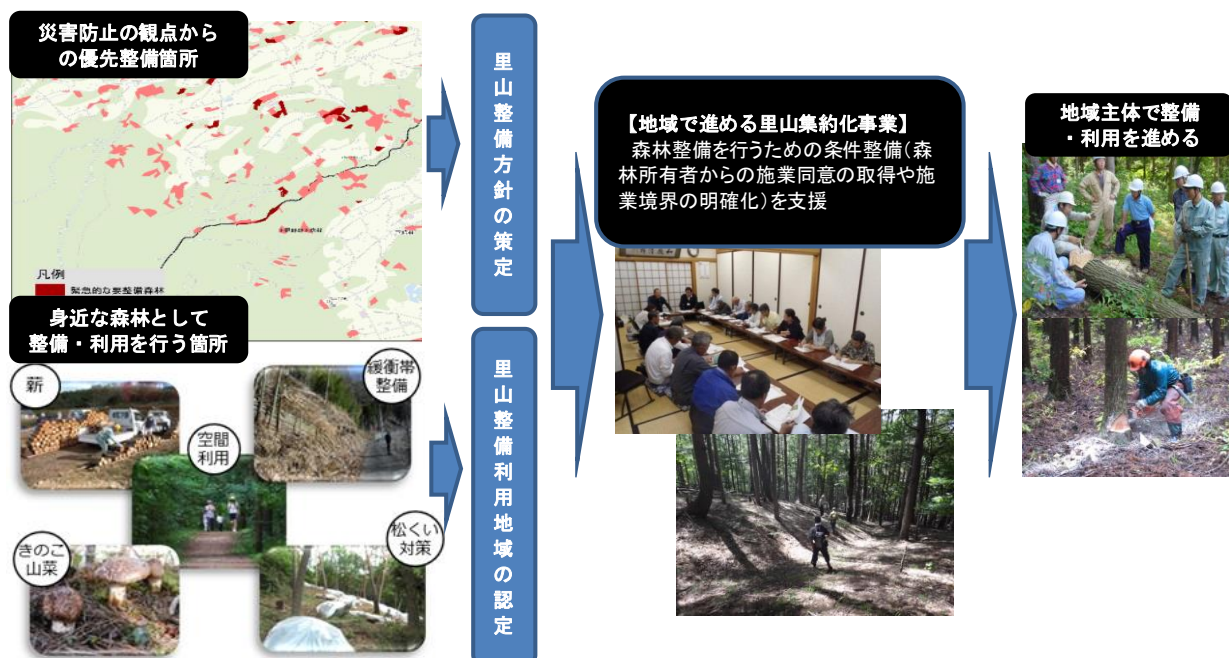 災害防止の観点から
の優先整備箇所
凡例
緊急的な要整備森林
身近な森林として
整備・利用を行う箇所
薪
緩衝帯
整備
空間
利用
きのこ
山菜
松くい
対策
里山整備方針の策定
里山整備利用地域の認定
【地域で進める里山集約化事業】
森林整備を行うための条件整備(森
林所有者からの施業同意の取得や施
業境界の明確化)を支援
地域主体で整備
・利用を進める